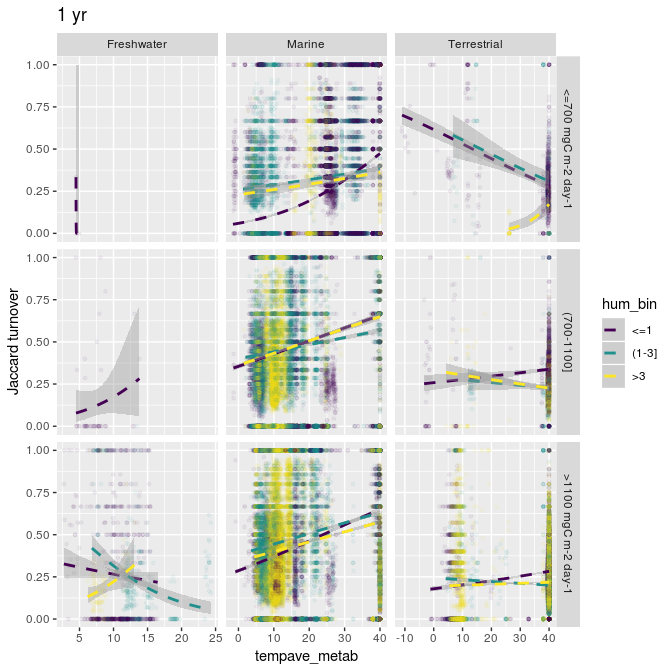 1 yr
Freshwater
Marine
Terrestrial
1.00
0.75
0.50
0.25
0.00
<=700 mgC m-2 day-1
1.00
0.75
0.50
0.25
0.00
(700-1100]
1.00
0.75
0.50
0.25
0.00
>1100 mgC m-2 day-1
Jaccard turnover
5 10 15 20 25
0 10 20 30 40
-10 0 10 20 30 40
tempave_metab
hum_bin
<=1
(1-3]
>3